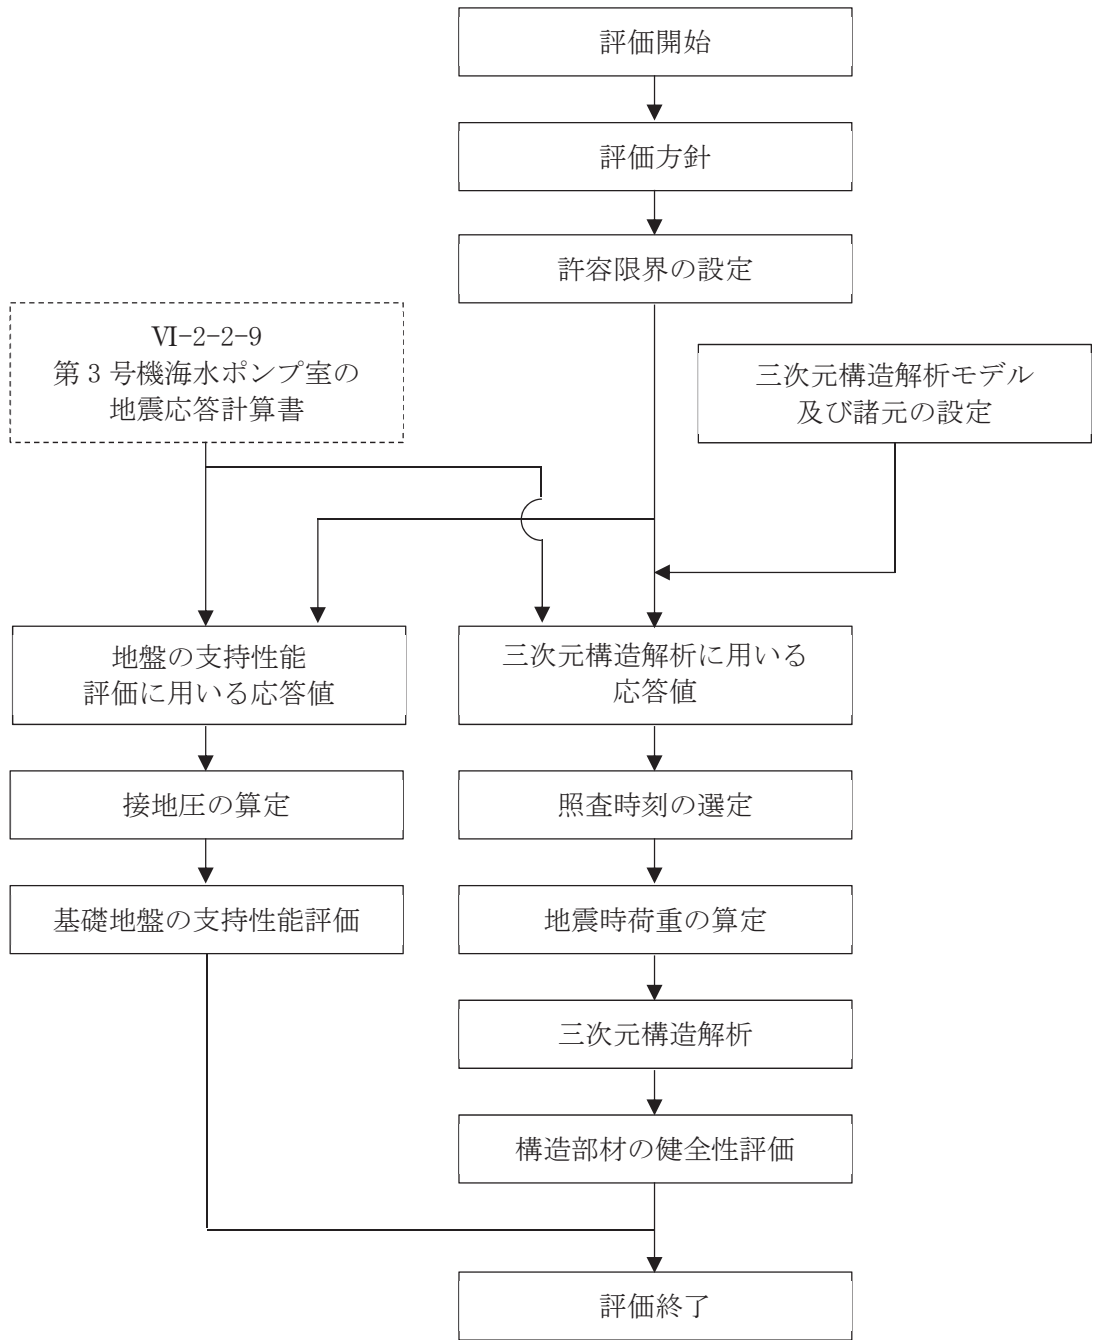 評価開始
評価方針
許容限界の設定
Ⅵ-2-2-9
第3号機海水ポンプ室の
地震応答計算書
三次元構造解析モデル
及び諸元の設定
地盤の支持性能
評価に用いる応答値
三次元構造解析に用いる
応答値
接地圧の算定
照査時刻の選定
基礎地盤の支持性能評価
地震時荷重の算定
三次元構造解析
構造部材の健全性評価
評価終了